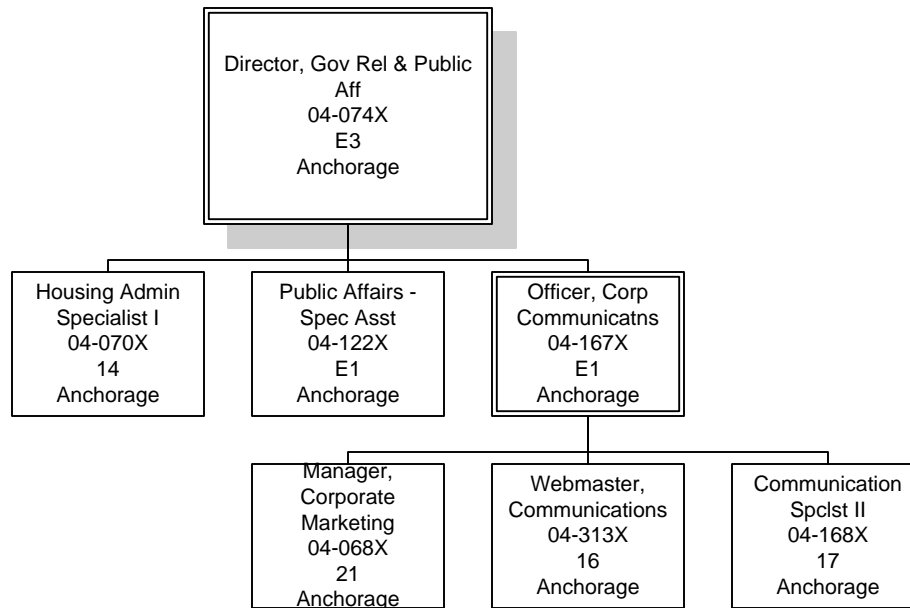 Director, Gov Rel & Public
Aff
04-074X
E3
Anchorage
Housing Admin
Specialist I
04-070X
14
Anchorage
Public Affairs -
Spec Asst
04-122X
E1
Anchorage
Officer, Corp
Communicatns
04-167X
E1
Anchorage
Manager,
Corporate
Marketing
04-068X
21
Anchorage
Webmaster,
Communications
04-313X
16
Anchorage
Communication
Spclst II
04-168X
17
Anchorage